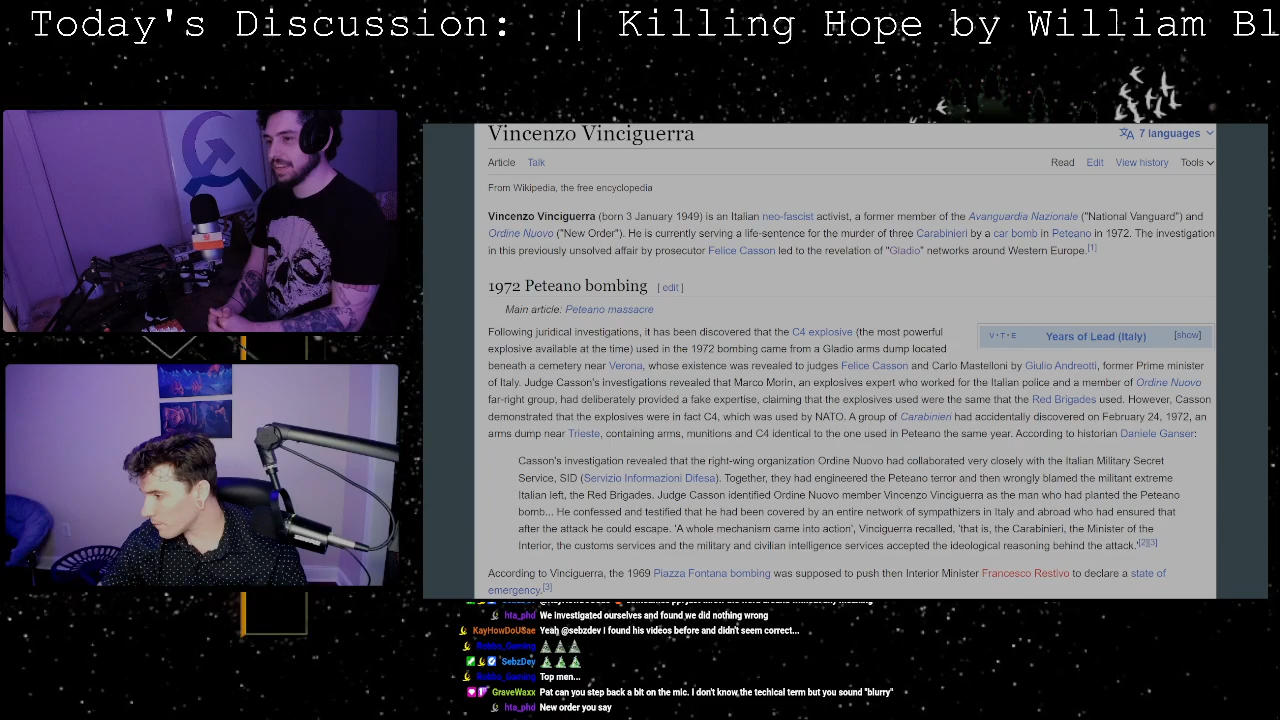 Today's Discussion: | Killing Hope by William Bl
Vincenzo Vinciguerra
7 languages
Article Talk Read Edit View history Tools
From Wikipedia, the free encyclopedia
Vincenzo Vinciguerra (born 3 January 1949) is an Italian neo-fascist activist, a former member of the Avanguardia Nazionale ("National Vanguard") and
Ordine Nuovo ("New Order"). He is currently serving a life-sentence for the murder of three Carabinieri by a car bomb in Peteano in 1972. The investigation
in this previously unsolved affair by prosecutor Felice Casson led to the revelation of "Gladio" networks around Western Europe.[1]
1972 Peteano bombing [ edit ]
Main article: Peteano massacre
Following juridical investigations, it has been discovered that the C4 explosive (the most powerful
V·T·E Years of Lead (Italy) [show]
explosive available at the time) used in the 1972 bombing came from a Gladio arms dump located
beneath a cemetery near Verona, whose existence was revealed to judges Felice Casson and Carlo Mastelloni by Giulio Andreotti, former Prime minister
of Italy. Judge Casson's investigations revealed that Marco Morin, an explosives expert who worked for the Italian police and a member of Ordine Nuovo
far-right group, had deliberately provided a fake expertise, claiming that the explosives used were the same that the Red Brigades used. However, Casson
demonstrated that the explosives were in fact C4, which was used by NATO. A group of Carabinieri had accidentally discovered on February 24, 1972, an
arms dump near Trieste, containing arms, munitions and C4 identical to the one used in Peteano the same year. According to historian Daniele Ganser:
Casson's investigation revealed that the right-wing organization Ordine Nuovo had collaborated very closely with the Italian Military Secret
Service, SID (Servizio Informazioni Difesa). Together, they had engineered the Peteano terror and then wrongly blamed the militant extreme
Italian left, the Red Brigades. Judge Casson identified Ordine Nuovo member Vincenzo Vinciguerra as the man who had planted the Peteano
bomb... He confessed and testified that he had been covered by an entire network of sympathizers in Italy and abroad who had ensured that
after the attack he could escape. 'A whole mechanism came into action', Vinciguerra recalled, 'that is, the Carabinieri, the Minister of the
Interior, the customs services and the military and civilian intelligence services accepted the ideological reasoning behind the attack.'[2][3]
According to Vinciguerra, the 1969 Piazza Fontana bombing was supposed to push then Interior Minister Francesco Restivo to declare a state of
emergency.[3]
hta_phd We investigated ourselves and found we did nothing wrong
KayHowDoUSae Yeah @sebzdev I found his videos before and didn't seem correct...
Robbo_Gaming
SebzDev
Robbo_Gaming Top men...
GraveWaxx Pat can you step back a bit on the mic. I don't know the techical term but you sound "blurry"
hta_phd New order you say